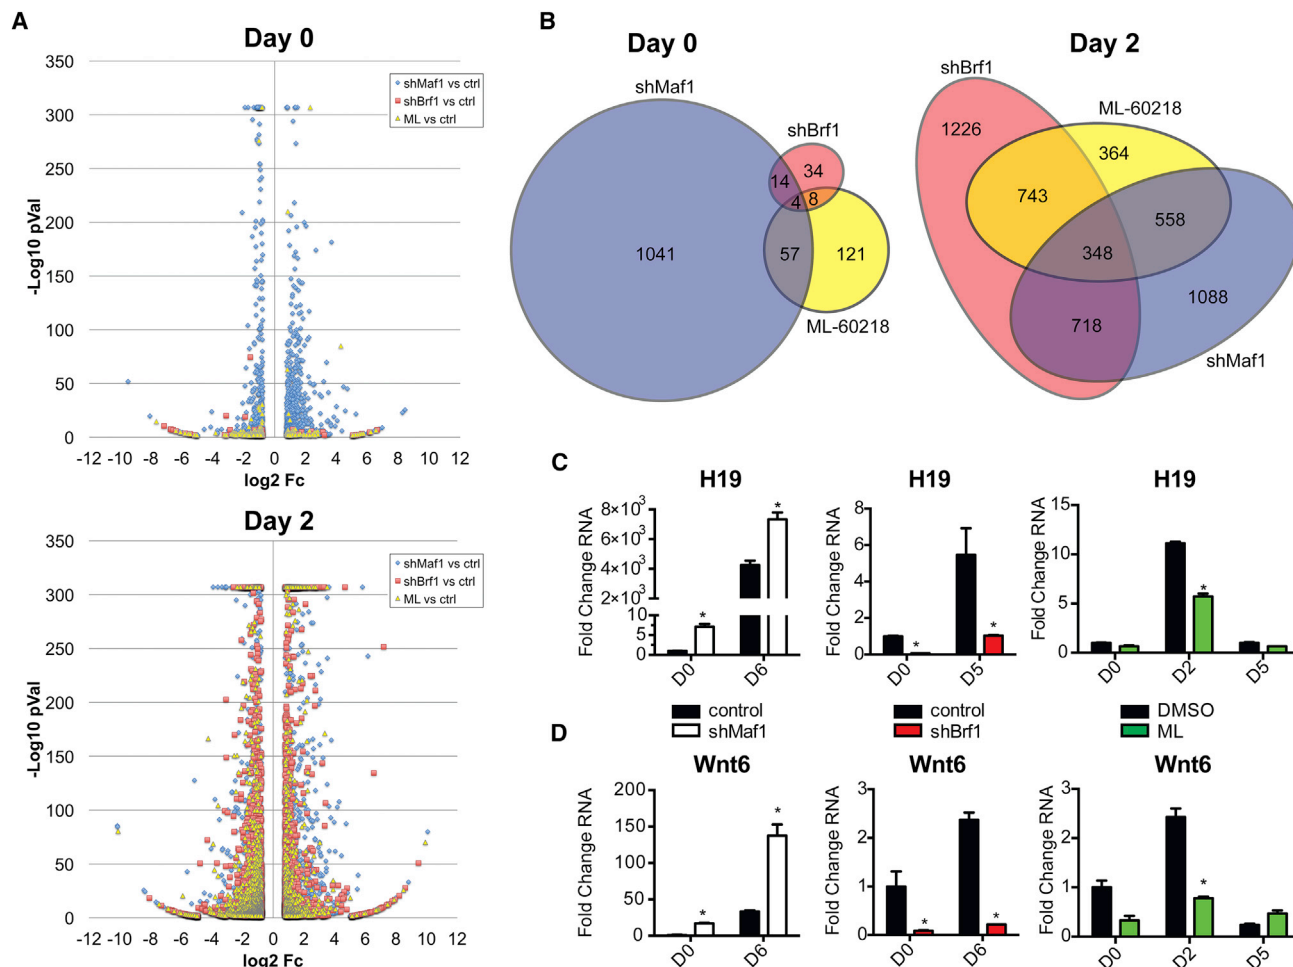 A
Day 0
350
300
250
200
150
100
50
0
-Log10 pVal
-12 -10 -8 -6 -4 -2 0 2 4 6 8 10 12
log2 Fc
shMaf1 vs ctrl
shBrf1 vs ctrl
ML vs ctrl
Day 2
350
300
250
200
150
100
50
0
-Log10 pVal
-12 -10 -8 -6 -4 -2 0 2 4 6 8 10 12
log2 Fc
shMaf1 vs ctrl
shBrf1 vs ctrl
ML vs ctrl
B
Day 0
shMaf1
shBrf1
14
34
4
8
1041
57
121
ML-60218
Day 2
shBrf1
1226
ML-60218
364
743
558
348
1088
718
shMaf1
C
H19
Fold Change RNA
8×10³
6×10³
4×10³
2×10³
10
5
0
*
*
D0 D6
control
shMaf1
H19
Fold Change RNA
8
6
4
2
0
*
*
D0 D5
control
shBrf1
H19
Fold Change RNA
15
10
5
0
*
D0 D2 D5
DMSO
ML
D
Wnt6
Fold Change RNA
200
150
100
50
0
*
*
D0 D6
Wnt6
Fold Change RNA
3
2
1
0
*
*
D0 D6
Wnt6
Fold Change RNA
3
2
1
0
*
D0 D2 D5